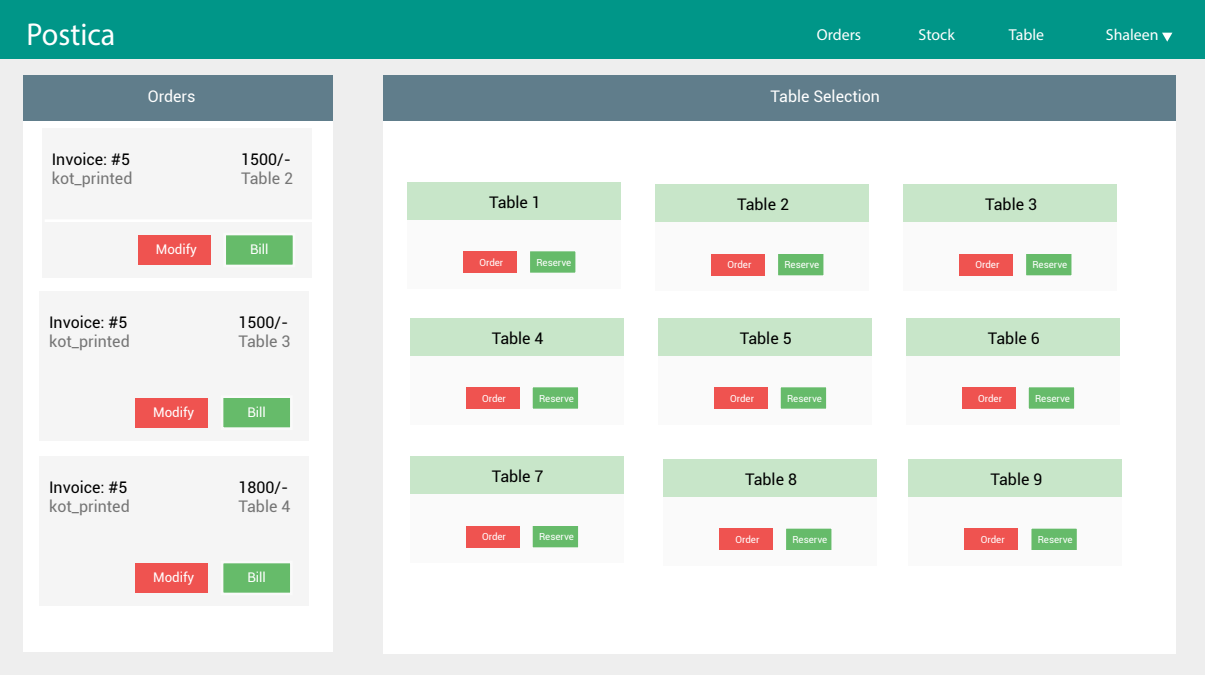 Postica
Orders Stock Table Shaleen ▼
Orders
Invoice: #5 1500/-
kot_printed Table 2
Modify Bill
Invoice: #5 1500/-
kot_printed Table 3
Modify Bill
Invoice: #5 1800/-
kot_printed Table 4
Modify Bill
Table Selection
Table 1 Table 2 Table 3
Order Reserve Order Reserve Order Reserve
Table 4 Table 5 Table 6
Order Reserve Order Reserve Order Reserve
Table 7 Table 8 Table 9
Order Reserve Order Reserve Order Reserve